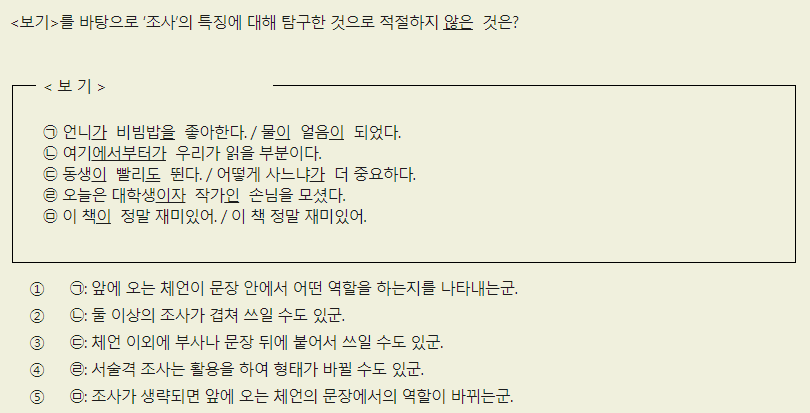 <보기>를 바탕으로 '조사'의 특징에 대해 탐구한 것으로 적절하지 않은 것은?
< 보 기 >
㉠ 언니가 비빔밥을 좋아한다. / 물이 얼음이 되었다.
㉡ 여기에서부터가 우리가 읽을 부분이다.
㉢ 동생이 빨리도 뛴다. / 어떻게 사느냐가 더 중요하다.
㉣ 오늘은 대학생이자 작가인 손님을 모셨다.
㉤ 이 책이 정말 재미있어. / 이 책 정말 재미있어.
① ㉠: 앞에 오는 체언이 문장 안에서 어떤 역할을 하는지를 나타내는군.
② ㉡: 둘 이상의 조사가 겹쳐 쓰일 수도 있군.
③ ㉢: 체언 이외에 부사나 문장 뒤에 붙어서 쓰일 수도 있군.
④ ㉣: 서술격 조사는 활용을 하여 형태가 바뀔 수도 있군.
⑤ ㉤: 조사가 생략되면 앞에 오는 체언의 문장에서의 역할이 바뀌는군.